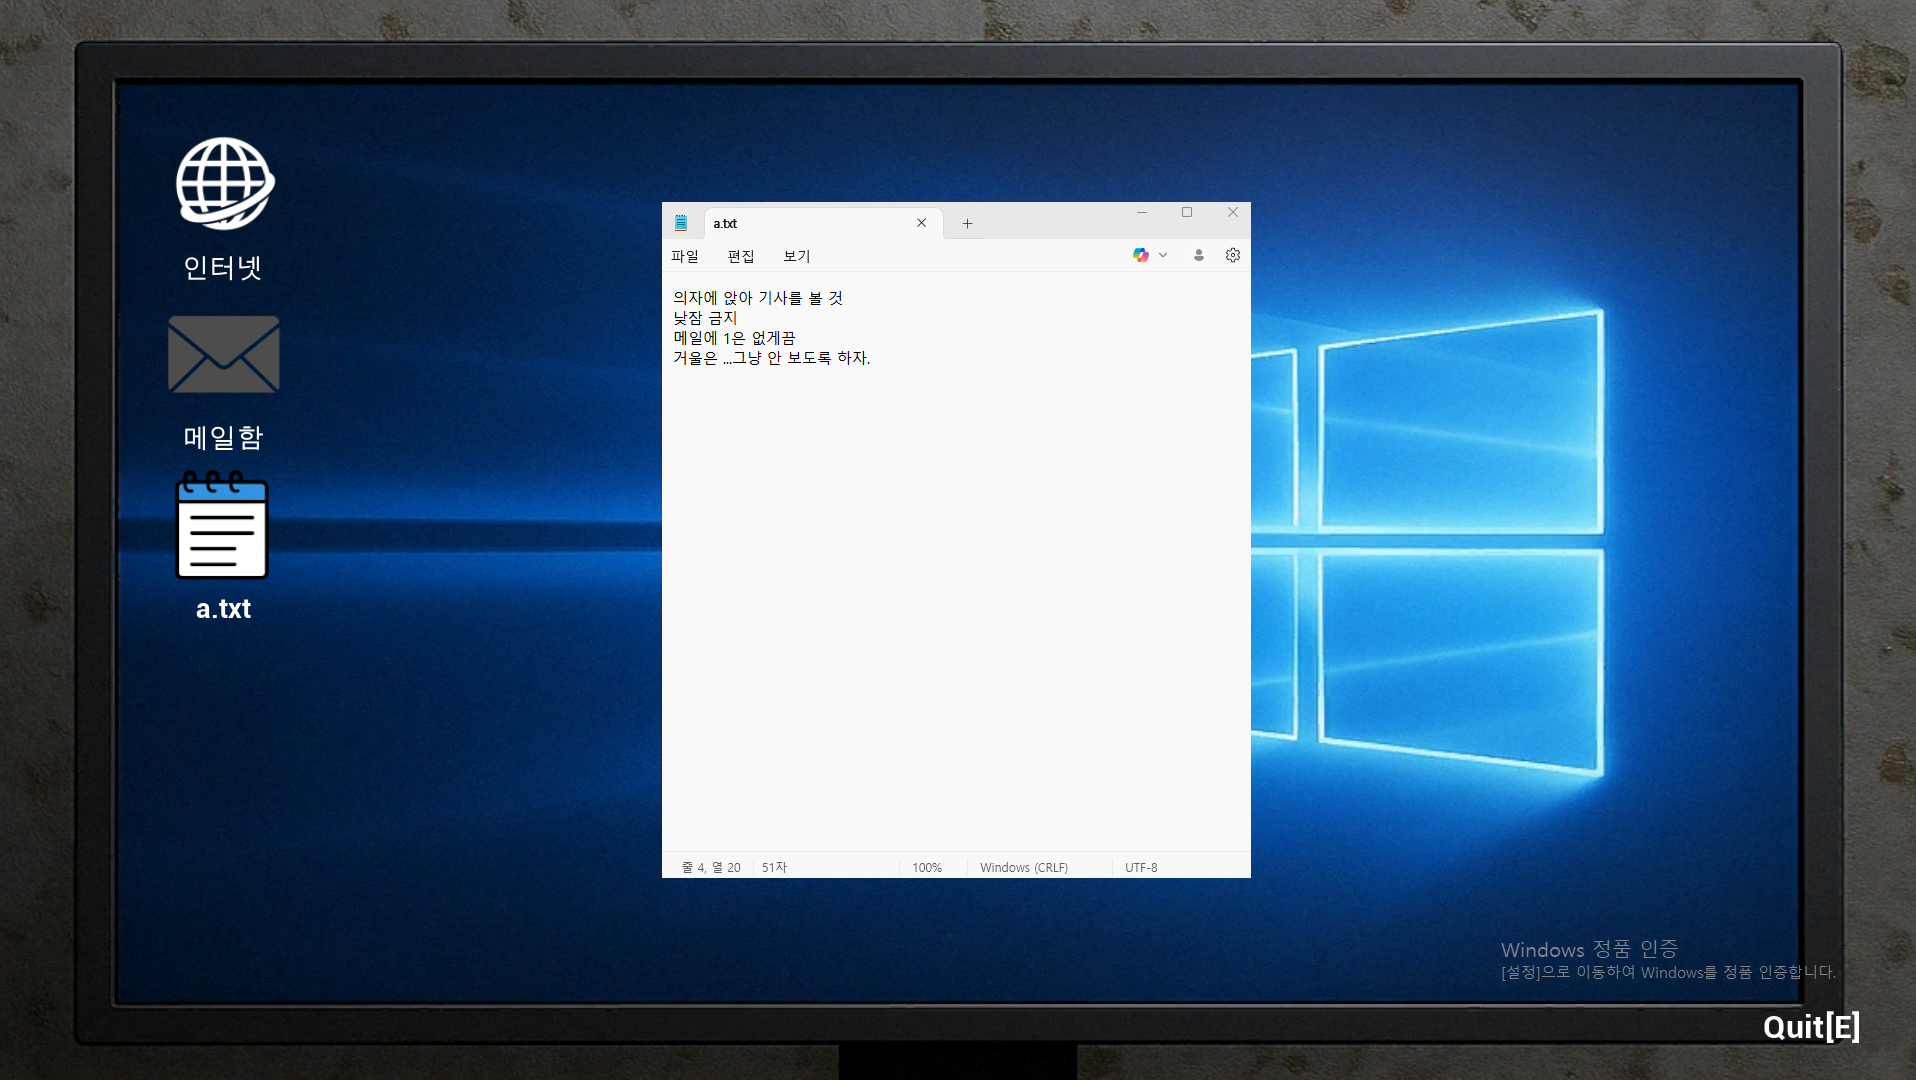 인터넷
메일함
a.txt
a.txt
파일 편집 보기
의자에 앉아 기사를 볼 것
낮잠 금지
메일에 1은 없게끔
거울은 ...그냥 안 보도록 하자.
줄 4, 열 20 51자 100% Windows (CRLF) UTF-8
Windows 정품 인증
[설정]으로 이동하여 Windows를 정품 인증합니다.
Quit[E]